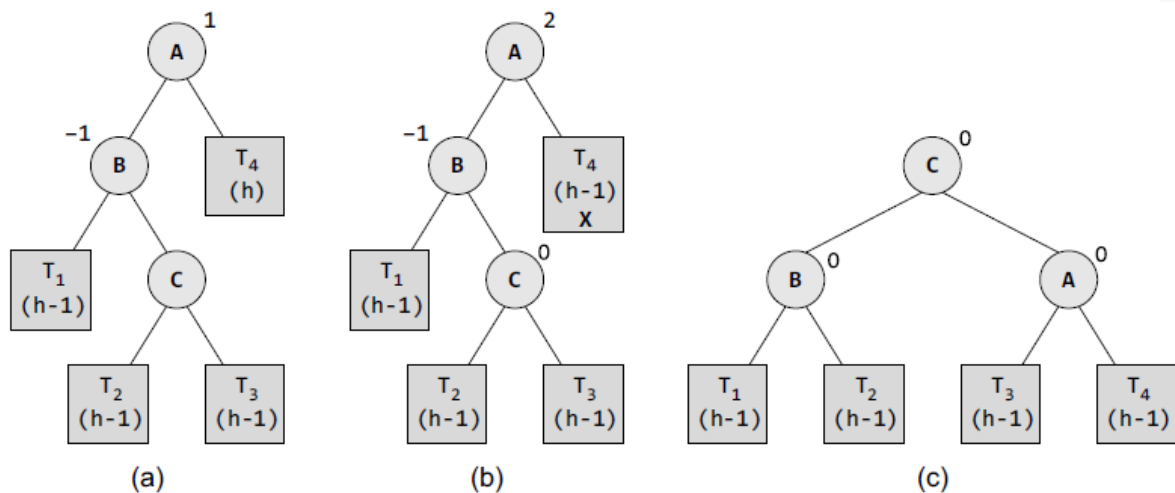 1
A
-1
B
T4
(h)
T1
(h-1)
C
T2
(h-1)
T3
(h-1)
(a)
2
A
-1
B
T4
(h-1)
X
T1
(h-1)
0
C
T2
(h-1)
T3
(h-1)
(b)
0
C
0
B
0
A
T1
(h-1)
T2
(h-1)
T3
(h-1)
T4
(h-1)
(c)